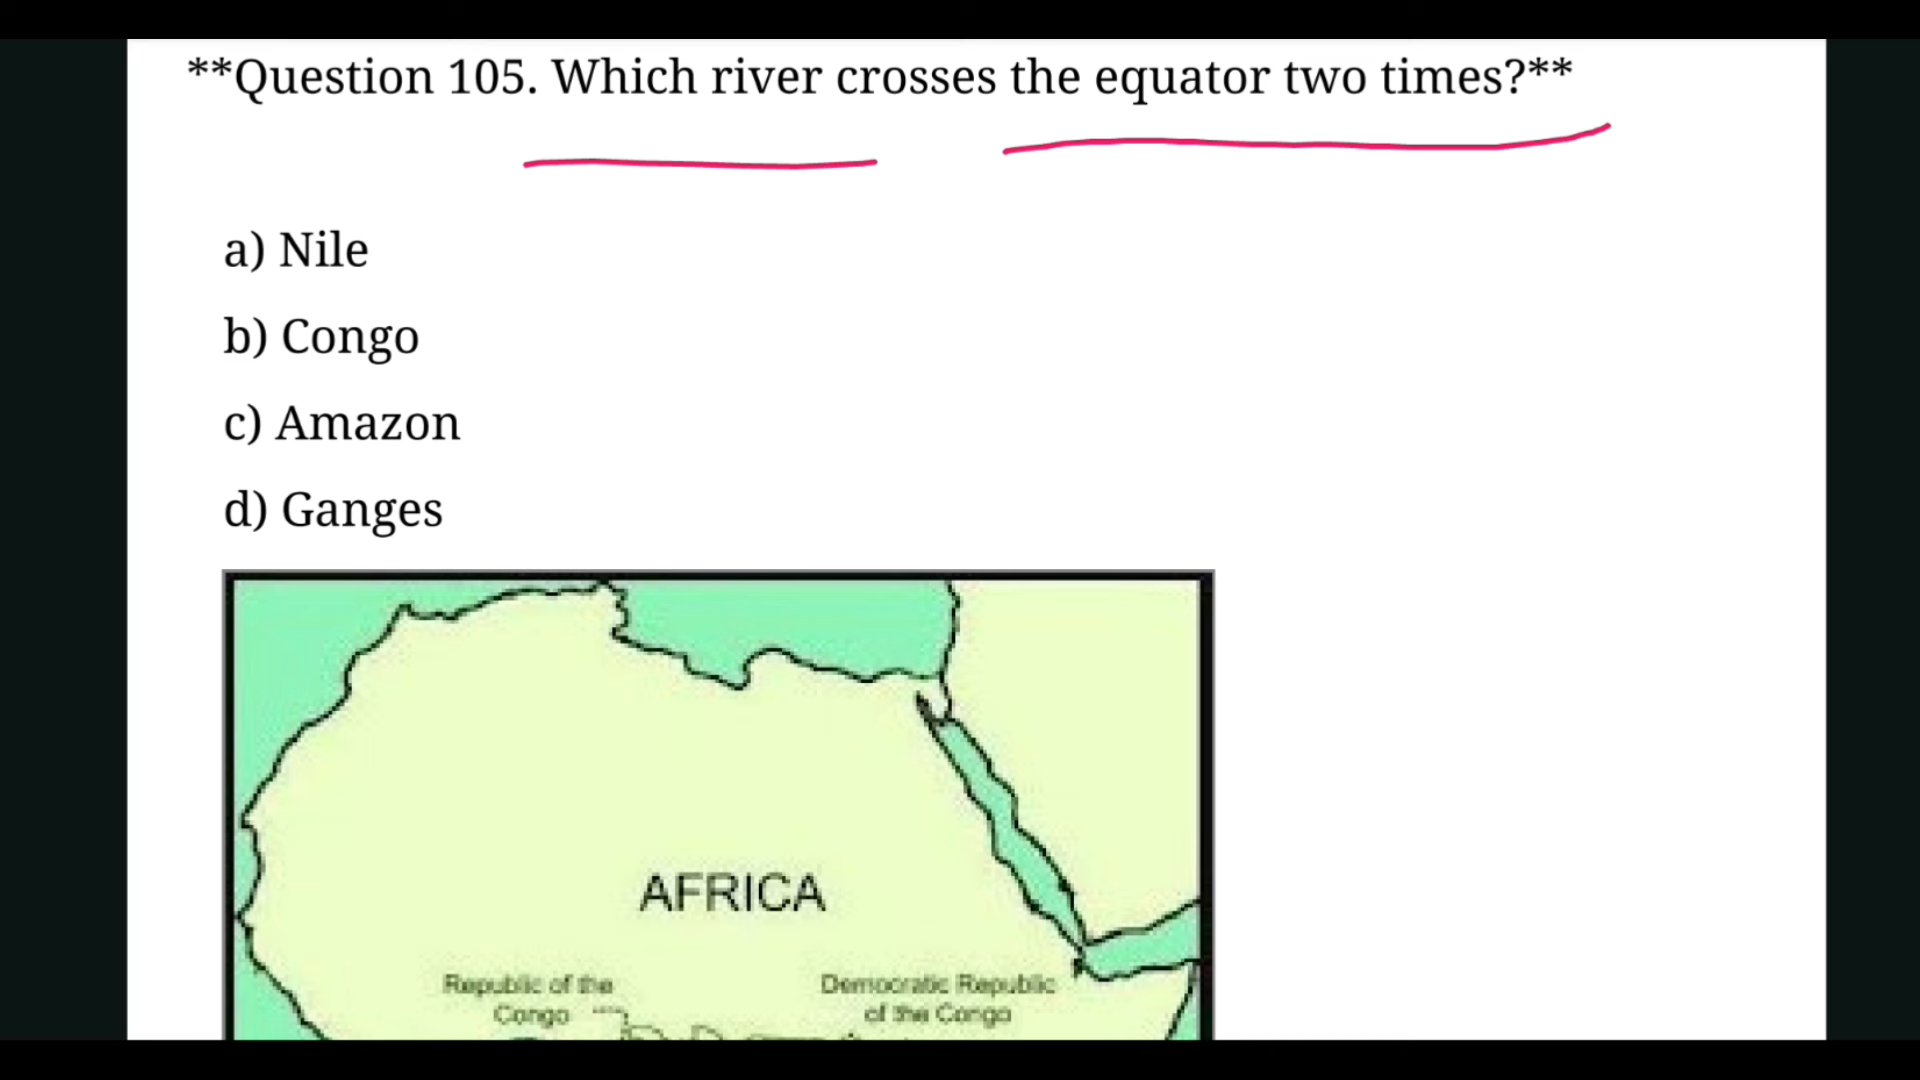 **Question 105. Which river crosses the equator two times?**
a) Nile
b) Congo
c) Amazon
d) Ganges
AFRICA
Republic of the
Congo
Democratic Republic
of the Congo